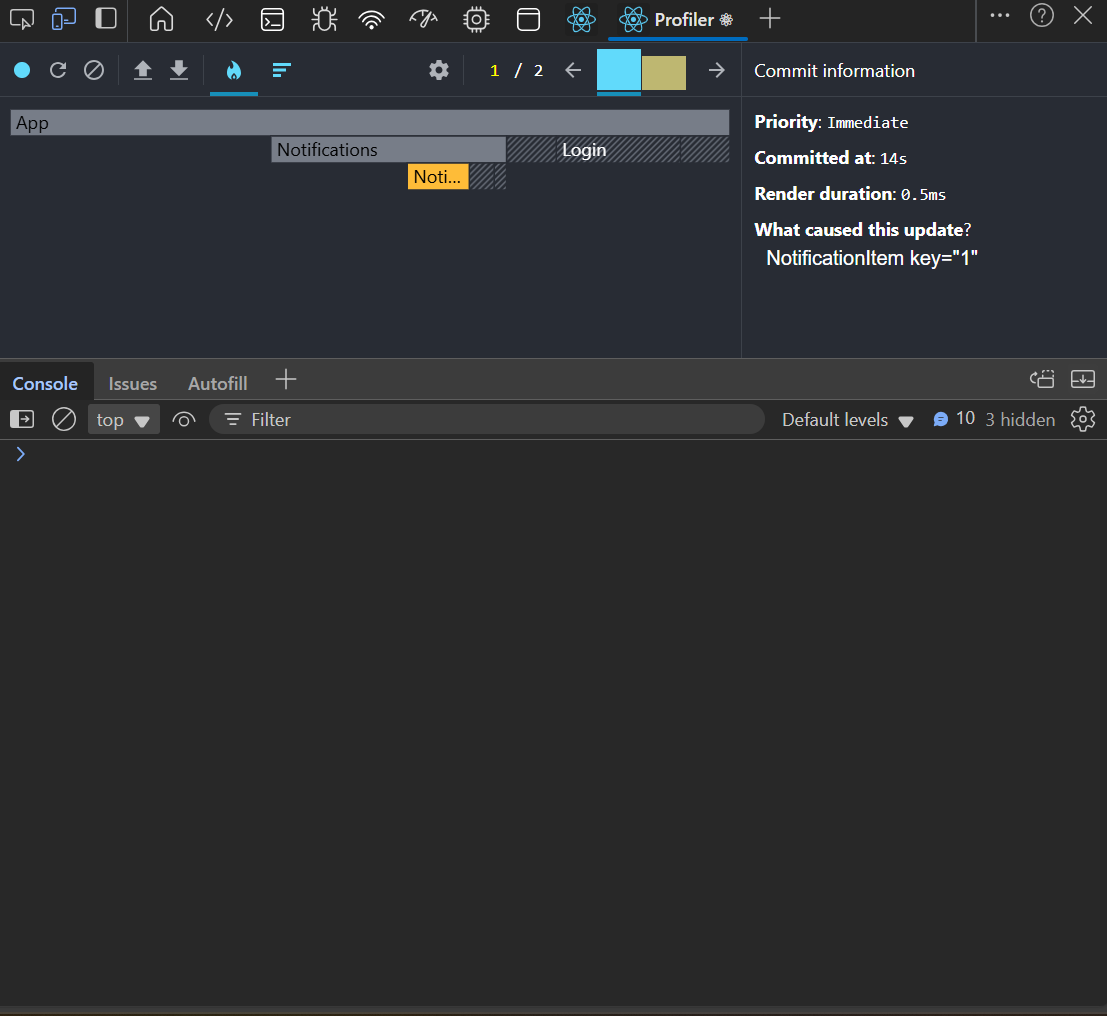 Profiler
1 / 2
Commit information
App
Notifications
Login
Noti...
Priority: Immediate
Committed at: 14s
Render duration: 0.5ms
What caused this update?
NotificationItem key="1"
Console Issues Autofill
top Filter Default levels 10 3 hidden